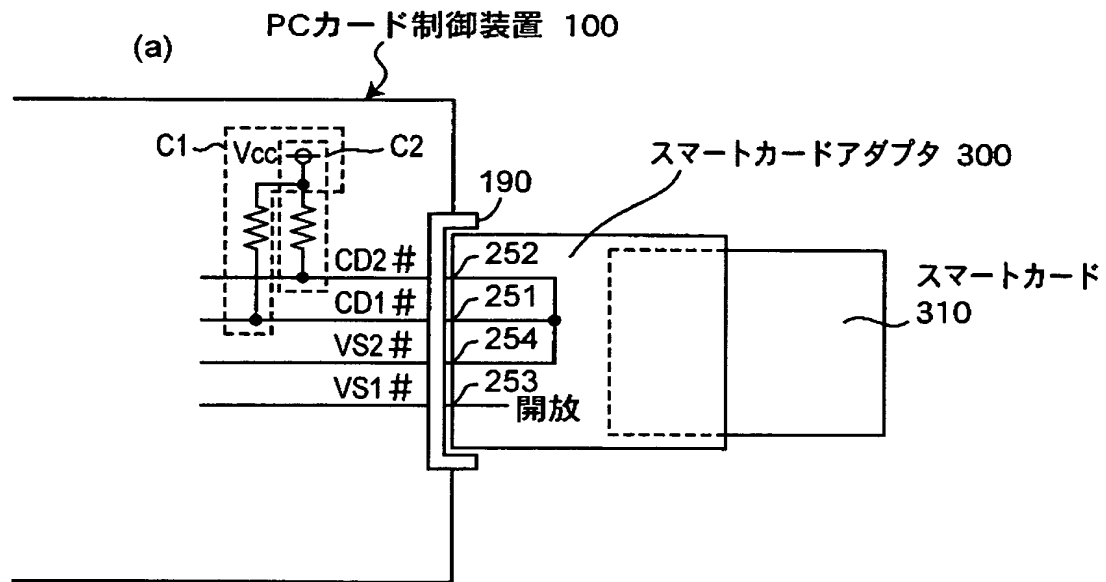 (a)
PCカード制御装置 100
C1
Vcc
C2
スマートカードアダプタ 300
190
CD2#
252
CD1#
251
VS2#
254
VS1#
253
開放
スマートカード
310